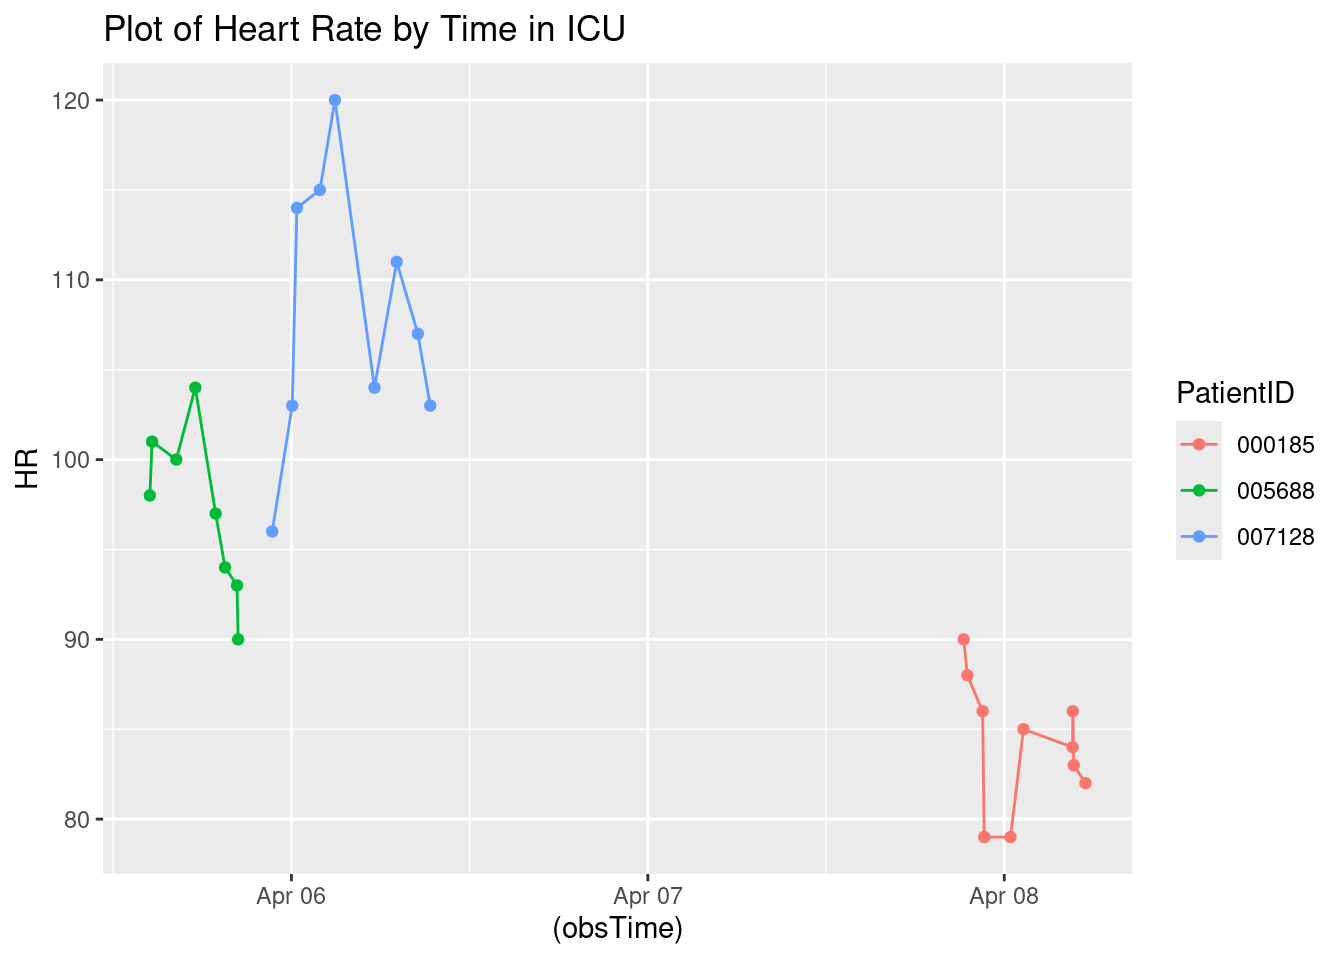 Plot of Heart Rate by Time in ICU
120
110
100
90
80
HR
Apr 06
Apr 07
Apr 08
(obsTime)
PatientID
000185
005688
007128